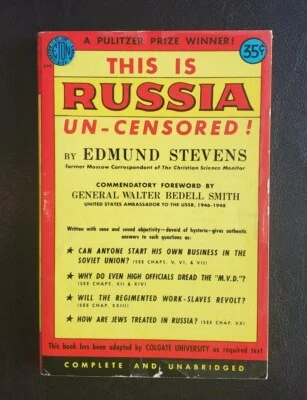 A PULITZER PRIZE WINNER!
35¢
THIS IS
RUSSIA
UN-CENSORED!
BY EDMUND STEVENS
former Moscow Correspondent of The Christian Science Monitor
COMMENDATORY FOREWORD BY
GENERAL WALTER BEDELL SMITH
UNITED STATES AMBASSADOR TO THE USSR, 1946-1948
Written with sane and sound objectivity—devoid of hysteria—gives authentic
answers to such questions as:
★ CAN ANYONE START HIS OWN BUSINESS IN THE
SOVIET UNION? (SEE CHAPS. V, VI, & VII)
★ WHY DO EVEN HIGH OFFICIALS DREAD THE "M.V.D."?
(SEE CHAPS. XII & XIV)
★ WILL THE REGIMENTED WORK-SLAVES REVOLT?
(SEE CHAP. XXIII)
★ HOW ARE JEWS TREATED IN RUSSIA? (SEE CHAP. XX)
This book has been adopted by COLGATE UNIVERSITY as required text
COMPLETE AND UNABRIDGED